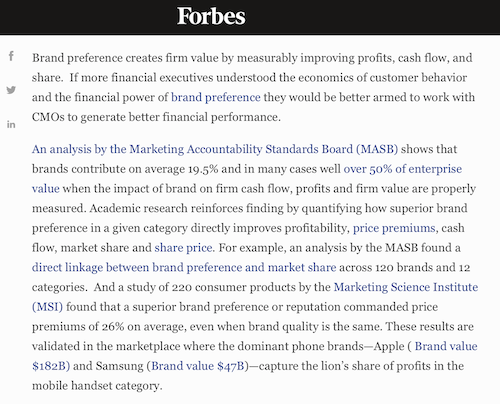 Forbes
Brand preference creates firm value by measurably improving profits, cash flow, and
share.  If more financial executives understood the economics of customer behavior
and the financial power of brand preference they would be better armed to work with
CMOs to generate better financial performance.
An analysis by the Marketing Accountability Standards Board (MASB) shows that
brands contribute on average 19.5% and in many cases well over 50% of enterprise
value when the impact of brand on firm cash flow, profits and firm value are properly
measured. Academic research reinforces finding by quantifying how superior brand
preference in a given category directly improves profitability, price premiums, cash
flow, market share and share price. For example, an analysis by the MASB found a
direct linkage between brand preference and market share across 120 brands and 12
categories.  And a study of 220 consumer products by the Marketing Science Institute
(MSI) found that a superior brand preference or reputation commanded price
premiums of 26% on average, even when brand quality is the same. These results are
validated in the marketplace where the dominant phone brands—Apple ( Brand value
$182B) and Samsung (Brand value $47B)—capture the lion's share of profits in the
mobile handset category.